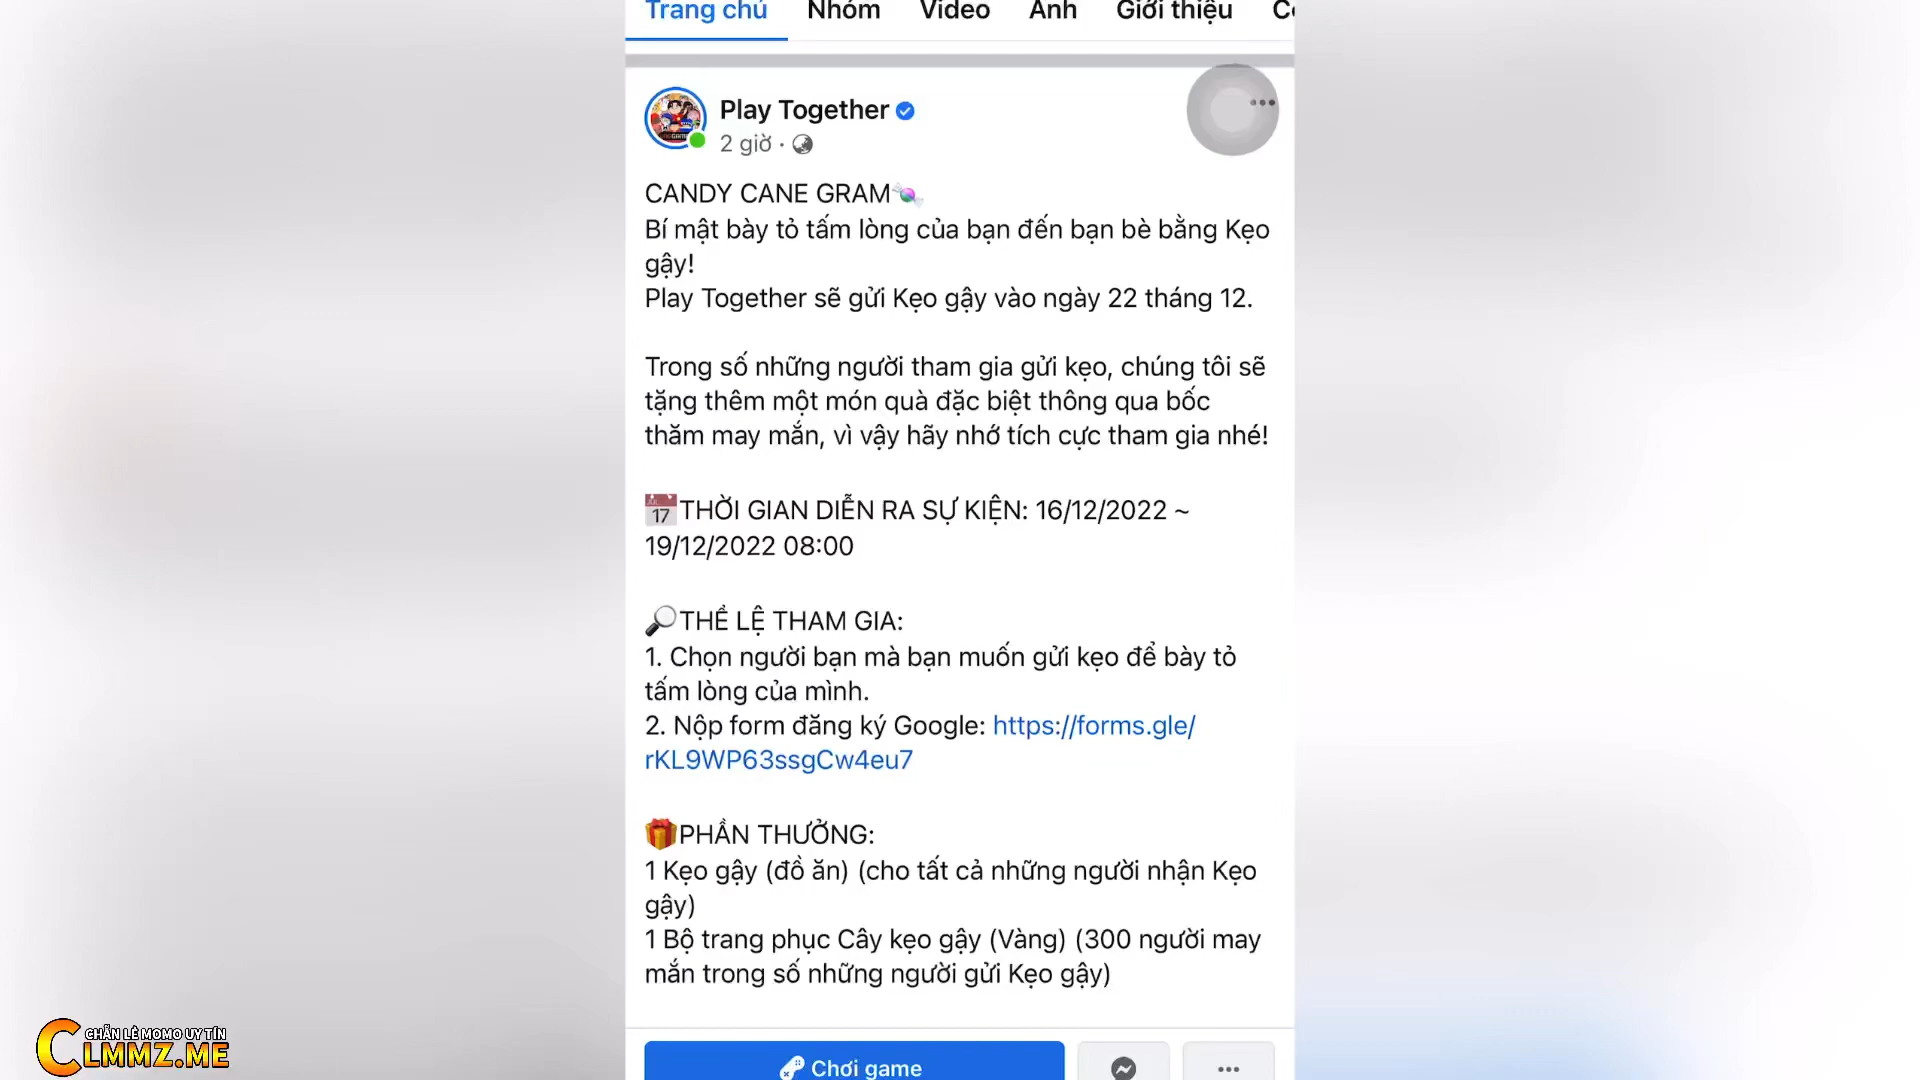 Trang chủ Nhóm Video Ảnh Giới thiệu
Play Together
2 giờ ·
CANDY CANE GRAM🍬
Bí mật bày tỏ tấm lòng của bạn đến bạn bè bằng Kẹo
gậy!
Play Together sẽ gửi Kẹo gậy vào ngày 22 tháng 12.
Trong số những người tham gia gửi kẹo, chúng tôi sẽ
tặng thêm một món quà đặc biệt thông qua bốc
thăm may mắn, vì vậy hãy nhớ tích cực tham gia nhé!
📅THỜI GIAN DIỄN RA SỰ KIỆN: 16/12/2022 ~
19/12/2022 08:00
🔎THỂ LỆ THAM GIA:
1. Chọn người bạn mà bạn muốn gửi kẹo để bày tỏ
tấm lòng của mình.
2. Nộp form đăng ký Google: https://forms.gle/
rKL9WP63ssgCw4eu7
🎁PHẦN THƯỞNG:
1 Kẹo gậy (đồ ăn) (cho tất cả những người nhận Kẹo
gậy)
1 Bộ trang phục Cây kẹo gậy (Vàng) (300 người may
mắn trong số những người gửi Kẹo gậy)
Chơi game
CHẴN LẺ MOMO UY TÍN
CLMMZ.ME